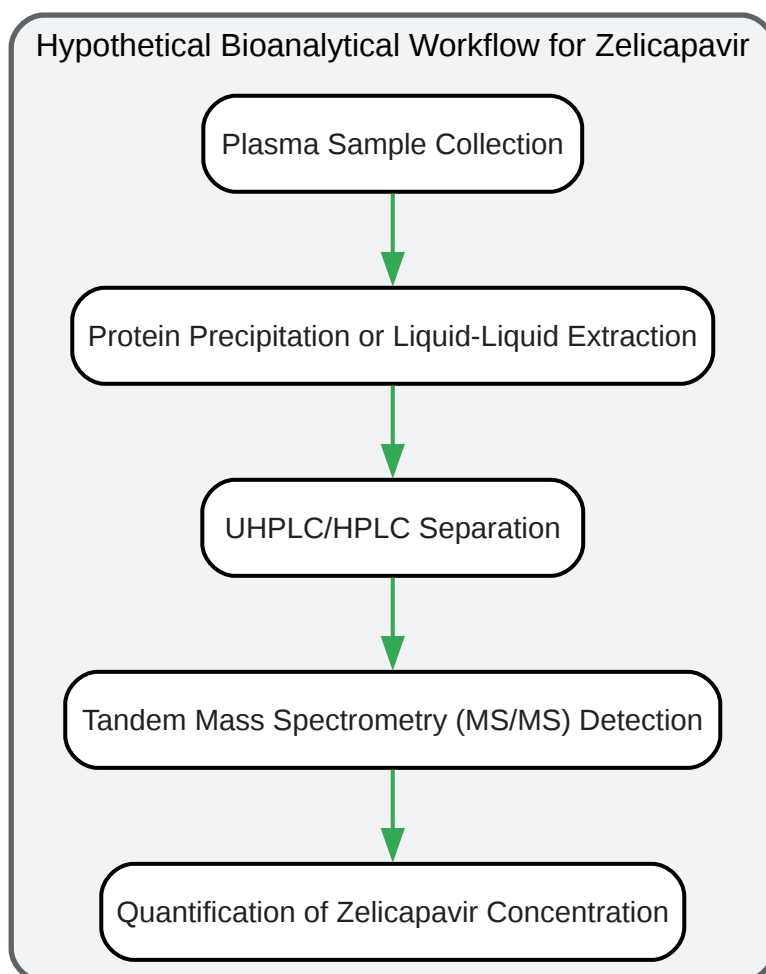 Hypothetical Bioanalytical Workflow for Zelicapavir
Plasma Sample Collection
Protein Precipitation or Liquid-Liquid Extraction
UHPLC/HPLC Separation
Tandem Mass Spectrometry (MS/MS) Detection
Quantification of Zelicapavir Concentration